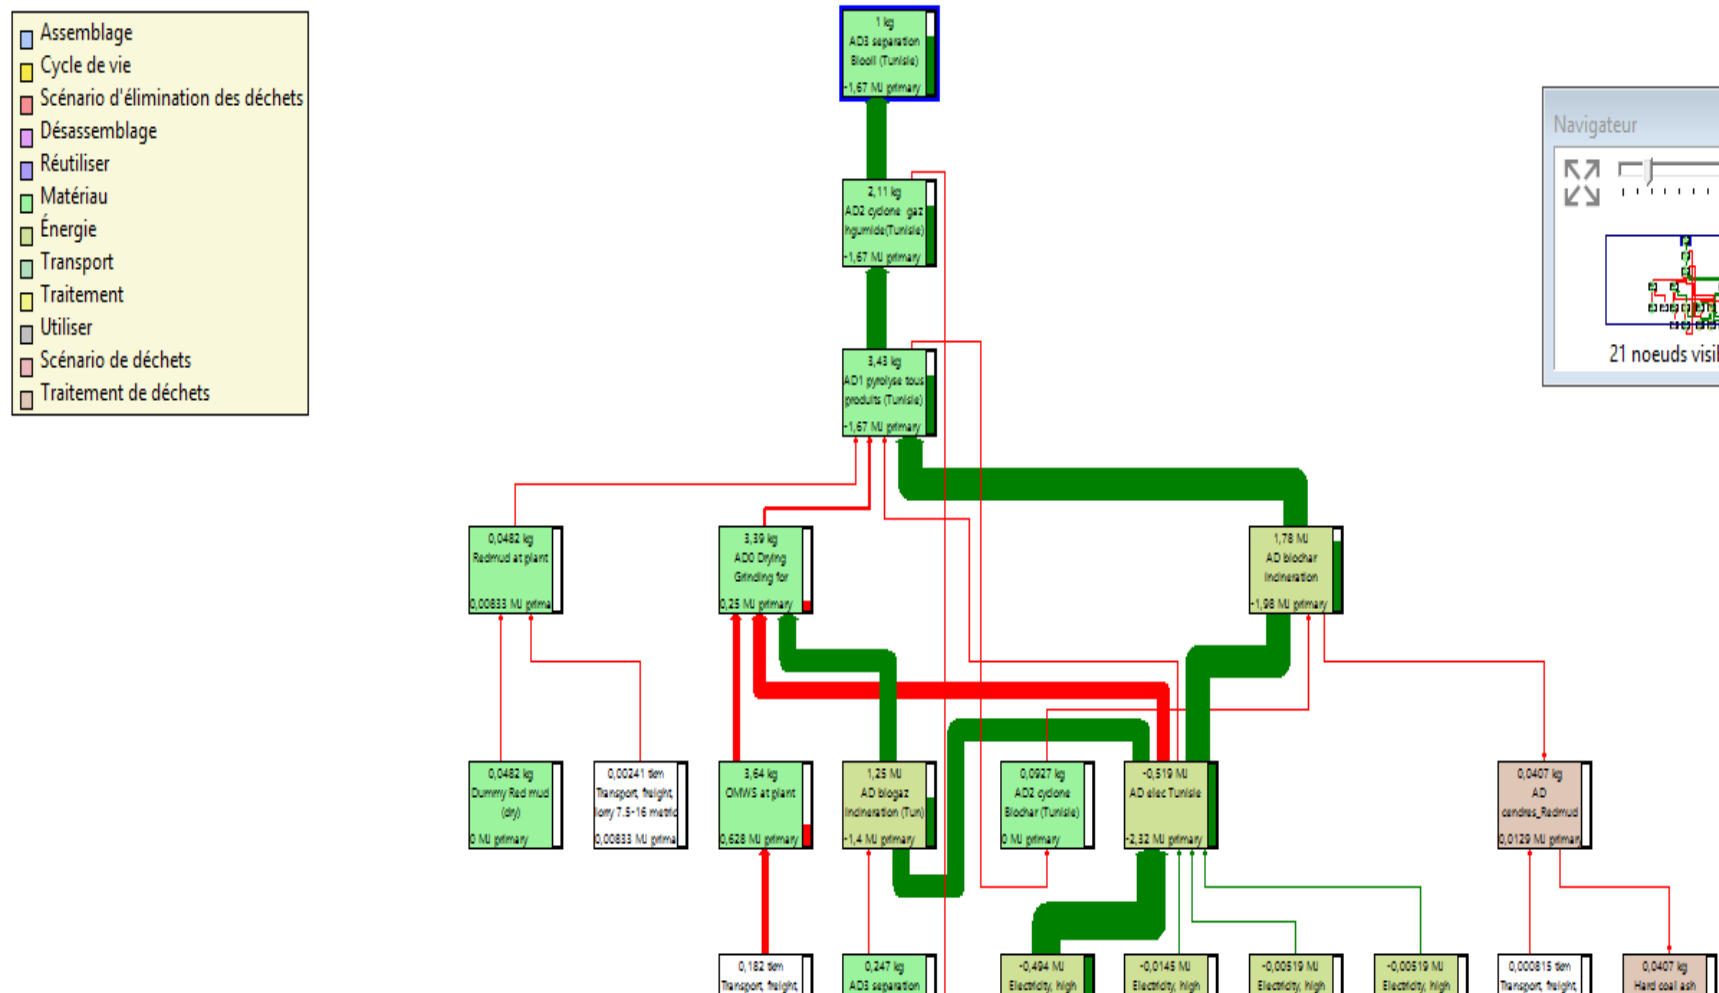 Assemblage
Cycle de vie
Scénario d'élimination des déchets
Désassemblage
Réutiliser
Matériau
Énergie
Transport
Traitement
Utiliser
Scénario de déchets
Traitement de déchets
Navigateur
21 noeuds visi
1 kg
AD3 separation
Biooil (Tunisie)
-1,67 MJ primary
2,11 kg
AD2 cyclone gaz
hgumide(Tunisie)
-1,67 MJ primary
3,43 kg
AD1 pyrolyse tous
produits (Tunisie)
-1,67 MJ primary
0,0482 kg
Redmud at plant
0,00833 MJ prima
3,39 kg
AD0 Drying
Grinding for
0,25 MJ primary
1,78 MJ
AD biochar
incineration
-1,98 MJ primary
0,0482 kg
Dummy Red mud
(dry)
0 MJ primary
0,00241 tkm
Transport, freight,
lorry 7.5-16 metric
0,00833 MJ prima
3,64 kg
OMWS at plant
0,628 MJ primary
1,25 MJ
AD biogaz
incineration (Tun)
-1,4 MJ primary
0,0927 kg
AD2 cyclone
Biochar (Tunisie)
0 MJ primary
-0,519 MJ
AD elec Tunisie
-2,32 MJ primary
0,0407 kg
AD
cendres_Redmud
0,0129 MJ primar
0,182 tkm
Transport, freight,
0,247 kg
AD3 separation
-0,494 MJ
Electricity, high
-0,0145 MJ
Electricity, high
-0,00519 MJ
Electricity, high
-0,00519 MJ
Electricity, high
0,000815 tkm
Transport, freight,
0,0407 kg
Hard coal ash